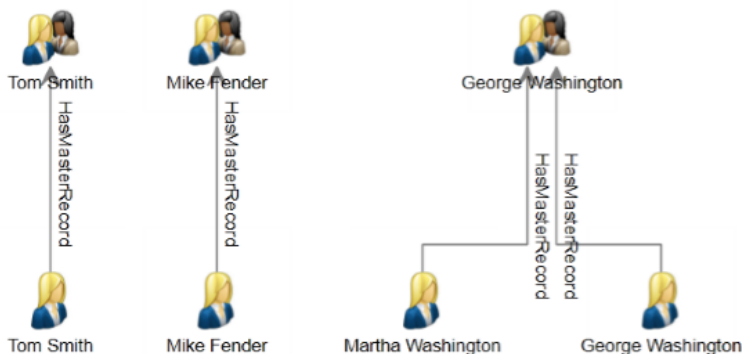 Tom Smith
Mike Fender
George Washington
HasMasterRecord
HasMasterRecord
HasMasterRecord
HasMasterRecord
Tom Smith
Mike Fender
Martha Washington
George Washington